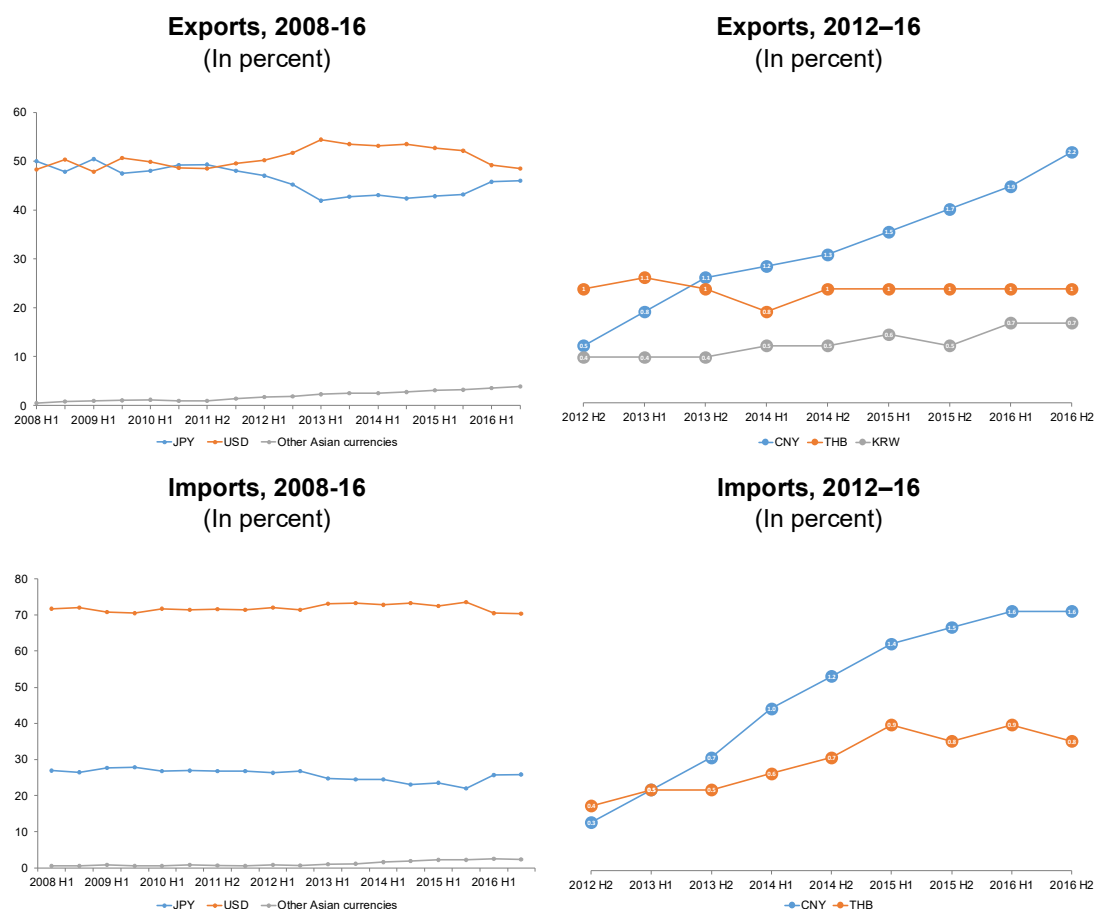 Exports, 2008-16
(In percent)
60
50
40
30
20
10
0
2008 H1 2009 H1 2010 H1 2011 H2 2012 H1 2013 H1 2014 H1 2015 H1 2016 H1
JPY USD Other Asian currencies
Exports, 2012–16
(In percent)
0.5 0.8 1.1 1.2 1.3 1.5 1.7 1.9 2.2
1 1.1 1 0.8 1 1 1 1 1
0.4 0.4 0.4 0.5 0.5 0.6 0.5 0.7 0.7
2012 H2 2013 H1 2013 H2 2014 H1 2014 H2 2015 H1 2015 H2 2016 H1 2016 H2
CNY THB KRW
Imports, 2008-16
(In percent)
80
70
60
50
40
30
20
10
0
2008 H1 2009 H1 2010 H1 2011 H2 2012 H1 2013 H1 2014 H1 2015 H1 2016 H1
JPY USD Other Asian currencies
Imports, 2012–16
(In percent)
0.3 0.5 0.7 1.0 1.2 1.4 1.5 1.6 1.6
0.4 0.5 0.6 0.7 0.9 0.8 0.9 0.8
2012 H2 2013 H1 2013 H2 2014 H1 2014 H2 2015 H1 2015 H2 2016 H1 2016 H2
CNY THB